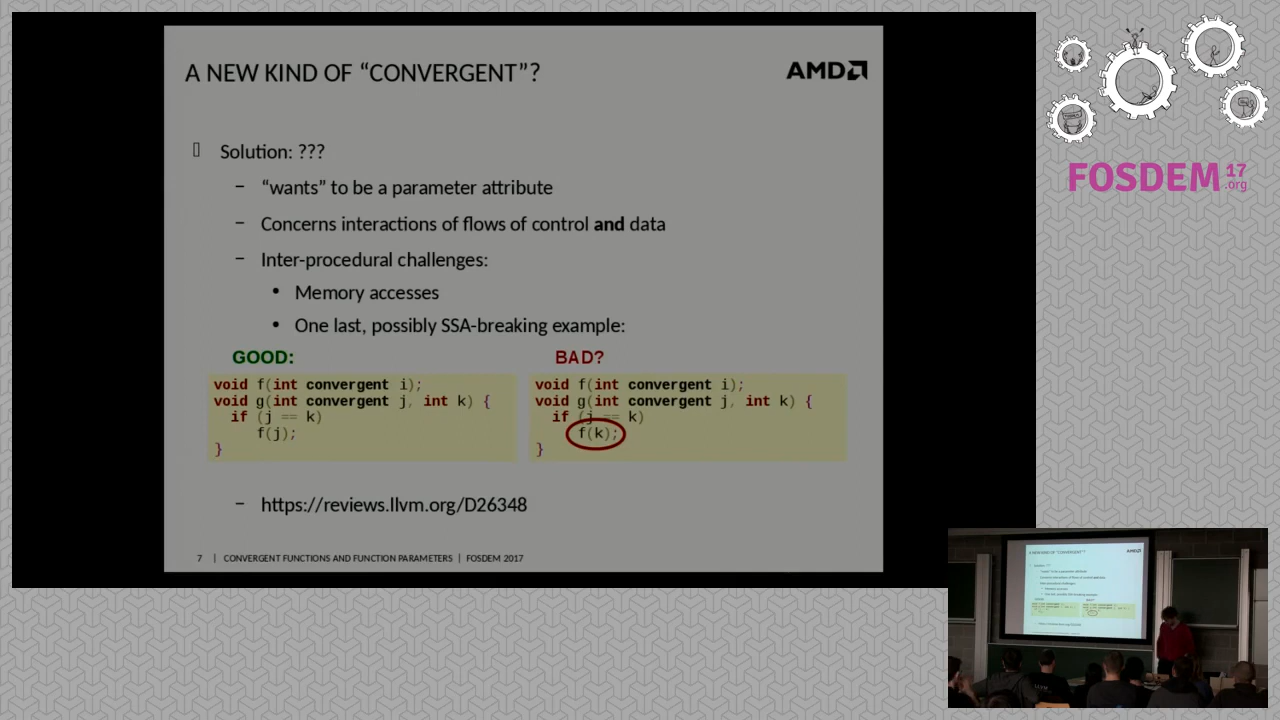 A NEW KIND OF “CONVERGENT”?
AMD
Solution: ???
– “wants” to be a parameter attribute
– Concerns interactions of flows of control and data
– Inter-procedural challenges:
• Memory accesses
• One last, possibly SSA-breaking example:
GOOD:
void f(int convergent i);
void g(int convergent j, int k) {
if (j == k)
f(j);
}
BAD?
void f(int convergent i);
void g(int convergent j, int k) {
if (j == k)
f(k);
}
– https://reviews.llvm.org/D26348
7 | CONVERGENT FUNCTIONS AND FUNCTION PARAMETERS | FOSDEM 2017
FOSDEM 17
.org